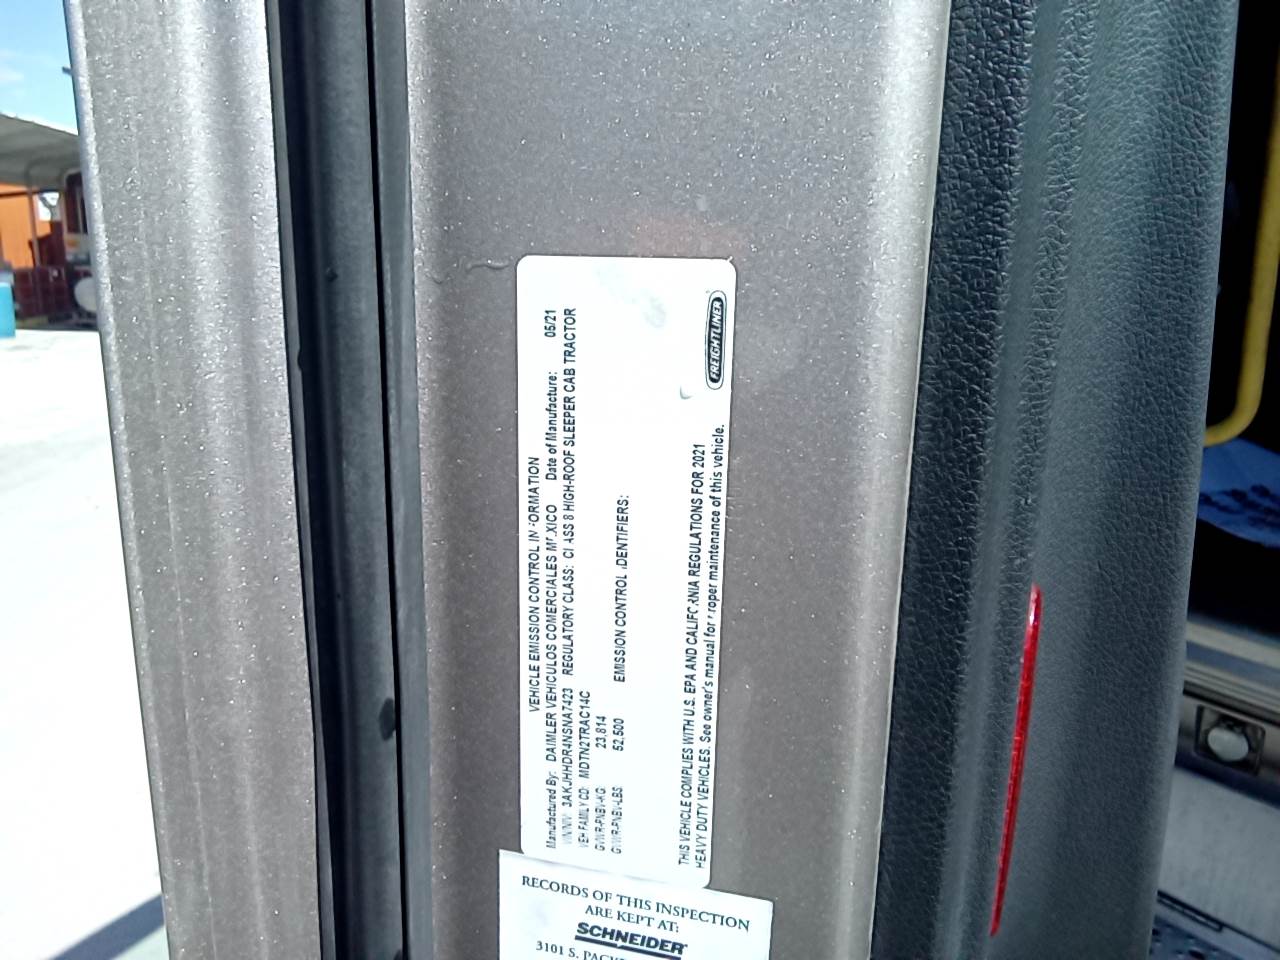 VEHICLE EMISSION CONTROL INFORMATION
Manufactured By: DAIMLER VEHICULOS COMERCIALES MEXICO Date of Manufacture: 05/21
3AKJHHDR4NSNA7423 REGULATORY CLASS: CLASS 8 HIGH-ROOF SLEEPER CAB TRACTOR
VEH FAMILY CD: MDTN2TRAC14C
GVWR-PNBV-KG 23,814
GVWR-PNBV-LBS 52,500 EMISSION CONTROL IDENTIFIERS:
THIS VEHICLE COMPLIES WITH U.S. EPA AND CALIFORNIA REGULATIONS FOR 2021
HEAVY DUTY VEHICLES. See owner's manual for proper maintenance of this vehicle.
FREIGHTLINER
RECORDS OF THIS INSPECTION
ARE KEPT AT:
SCHNEIDER
3101 S.